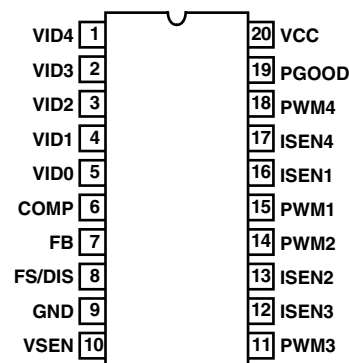 VID4 1 20 VCC
VID3 2 19 PGOOD
VID2 3 18 PWM4
VID1 4 17 ISEN4
VID0 5 16 ISEN1
COMP 6 15 PWM1
FB 7 14 PWM2
FS/DIS 8 13 ISEN2
GND 9 12 ISEN3
VSEN 10 11 PWM3